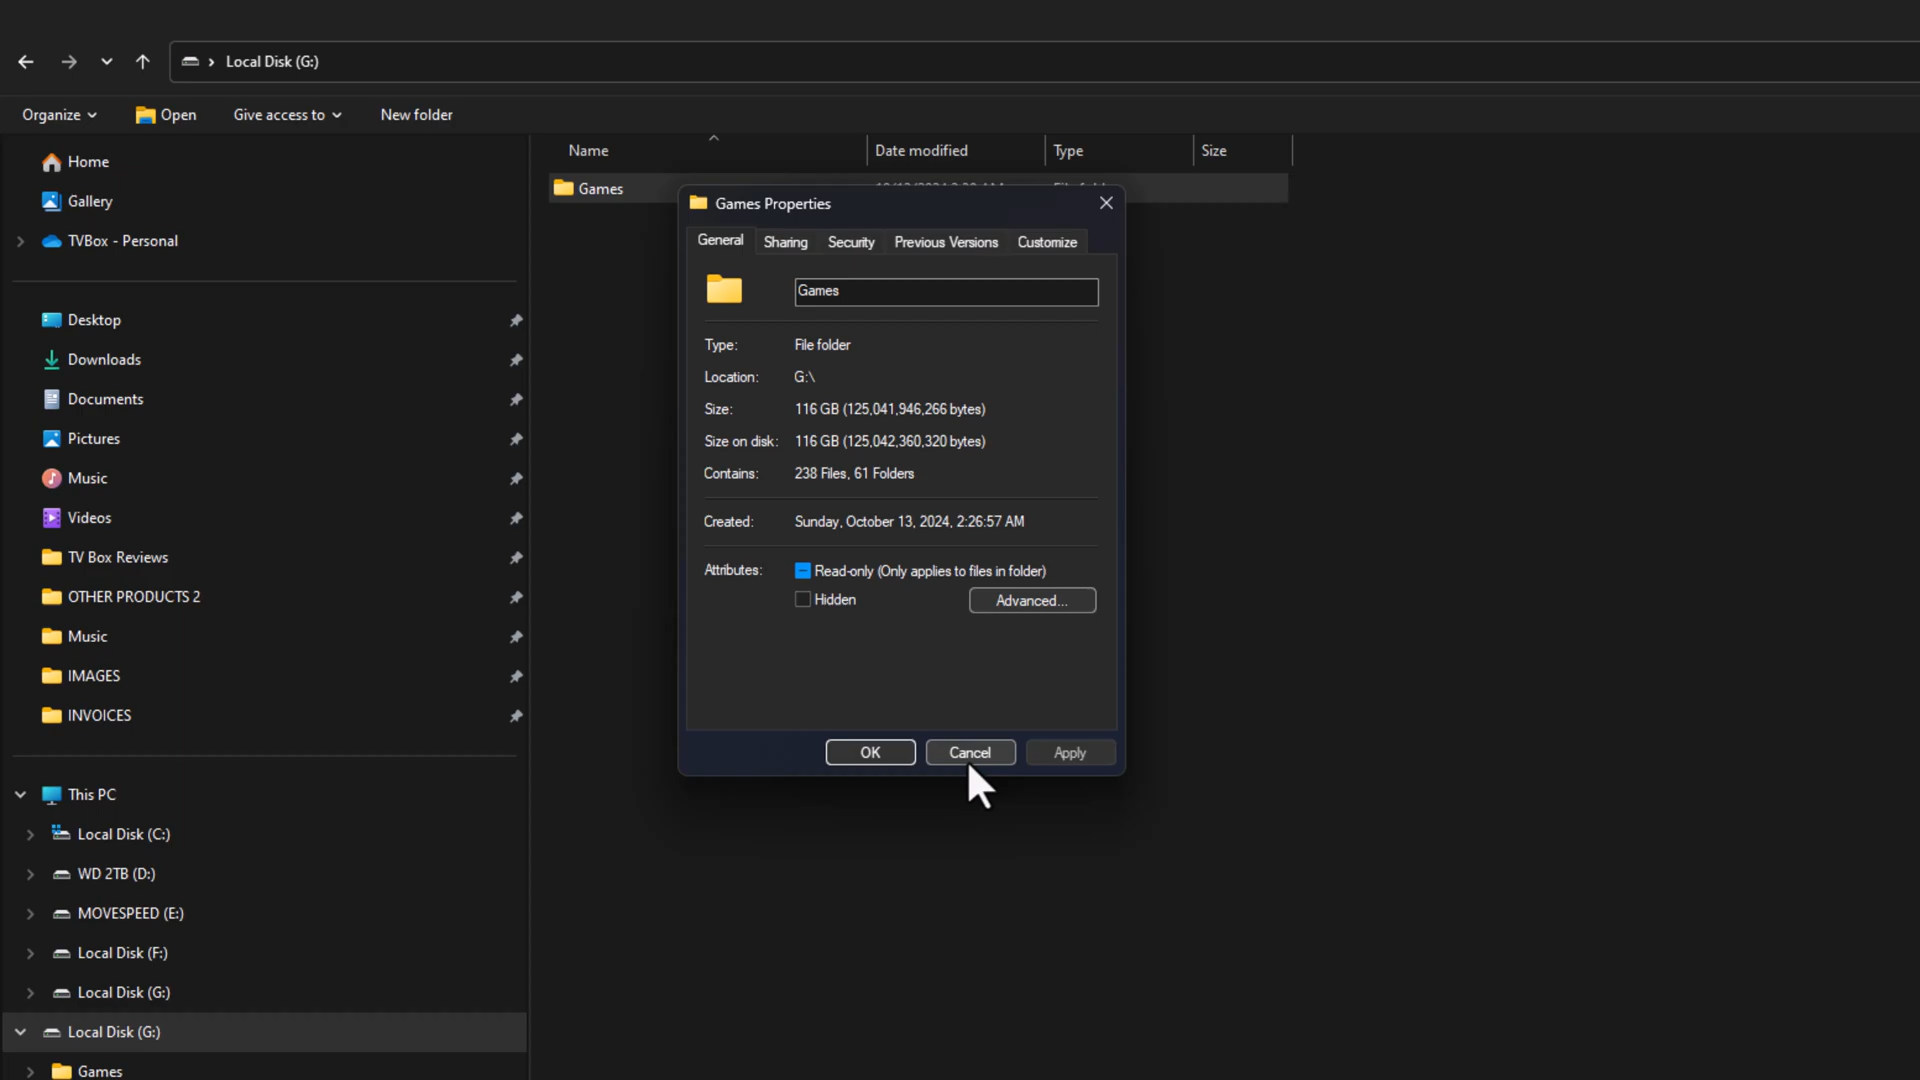 Local Disk (G:)
Organize
Open
Give access to
New folder
Home
Gallery
TVBox - Personal
Desktop
Downloads
Documents
Pictures
Music
Videos
TV Box Reviews
OTHER PRODUCTS 2
Music
IMAGES
INVOICES
This PC
Local Disk (C:)
WD 2TB (D:)
MOVESPEED (E:)
Local Disk (F:)
Local Disk (G:)
Local Disk (G:)
Games
Name
Date modified
Type
Size
Games
Games Properties
General
Sharing
Security
Previous Versions
Customize
Games
Type: File folder
Location: G:\
Size: 116 GB (125,041,946,266 bytes)
Size on disk: 116 GB (125,042,360,320 bytes)
Contains: 238 Files, 61 Folders
Created: Sunday, October 13, 2024, 2:26:57 AM
Attributes: Read-only (Only applies to files in folder)
Hidden
Advanced...
OK
Cancel
Apply